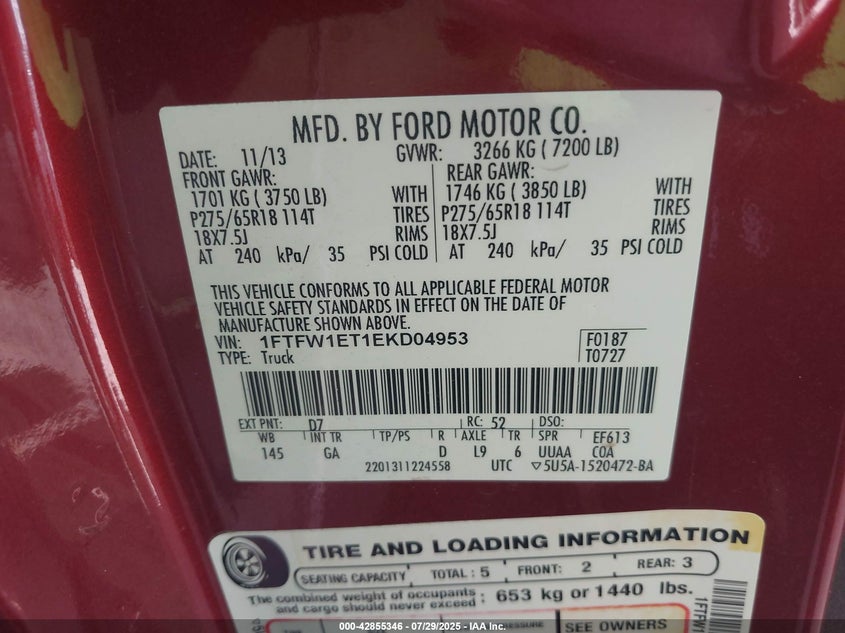 MFD. BY FORD MOTOR CO.
DATE: 11/13 GVWR: 3266 KG ( 7200 LB)
FRONT GAWR: REAR GAWR:
1701 KG ( 3750 LB) WITH 1746 KG ( 3850 LB) WITH
P275/65R18 114T TIRES P275/65R18 114T TIRES
18X7.5J RIMS 18X7.5J RIMS
AT 240 kPa/ 35 PSI COLD AT 240 kPa/ 35 PSI COLD
THIS VEHICLE CONFORMS TO ALL APPLICABLE FEDERAL MOTOR
VEHICLE SAFETY STANDARDS IN EFFECT ON THE DATE OF
MANUFACTURE SHOWN ABOVE.
VIN: 1FTFW1ET1EKD04953 F0187
TYPE: Truck T0727
EXT PNT: D7 RC: 52 DSO:
WB INT TR TP/PS R AXLE TR SPR EF613
145 GA D L9 6 UUAA COA
2201311224558 UTC ▽5U5A-1520472-BA
TIRE AND LOADING INFORMATION
SEATING CAPACITY TOTAL : 5 FRONT: 2 REAR: 3
The combined weight of occupants
and cargo should never exceed : 653 kg or 1440 lbs.
SEE OWNERS
000-42855346 - 07/29/2025 - IAA Inc.